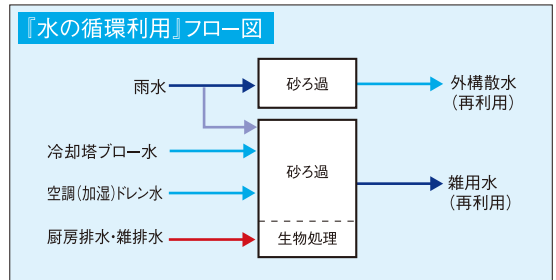 『水の循環利用』フロー図
雨水
砂ろ過
外構散水
(再利用)
冷却塔ブロー水
空調(加湿)ドレン水
厨房排水・雑排水
砂ろ過
生物処理
雑用水
(再利用)